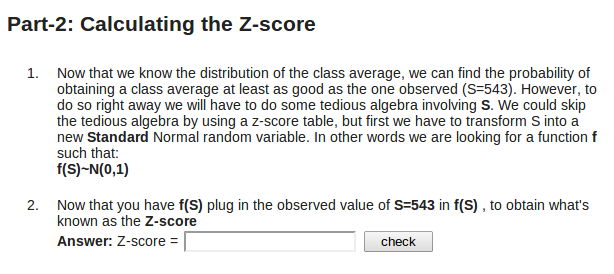 Part-2: Calculating the Z-score
1. Now that we know the distribution of the class average, we can find the probability of
obtaining a class average at least as good as the one observed (S=543). However, to
do so right away we will have to do some tedious algebra involving S. We could skip
the tedious algebra by using a z-score table, but first we have to transform S into a
new Standard Normal random variable. In other words we are looking for a function f
such that:
f(S)~N(0,1)
2. Now that you have f(S) plug in the observed value of S=543 in f(S) , to obtain what's
known as the Z-score
Answer: Z-score = check